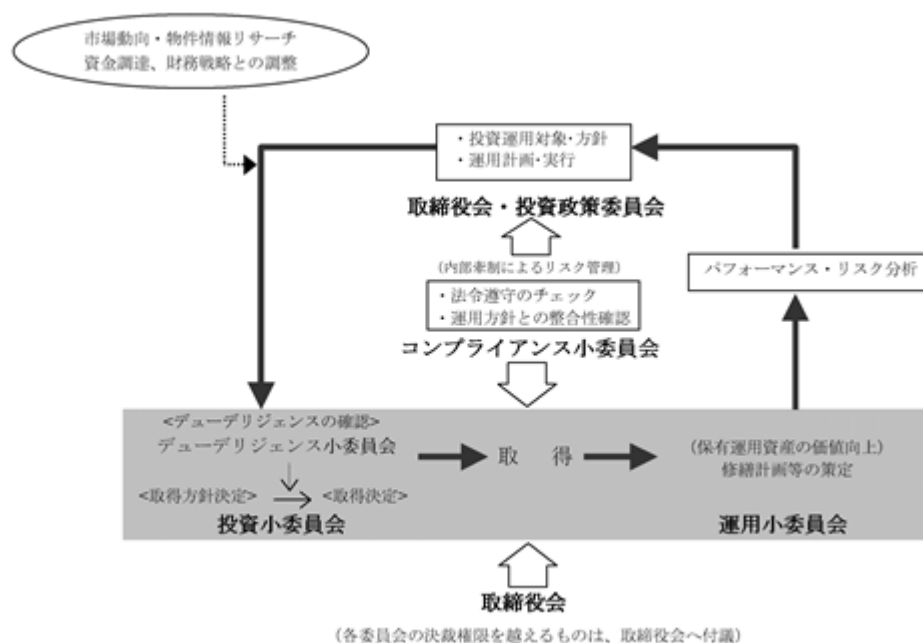 市場動向・物件情報リサーチ
資金調達、財務戦略との調整
・投資運用対象・方針
・運用計画・実行
取締役会・投資政策委員会
(内部牽制によるリスク管理)
パフォーマンス・リスク分析
・法令遵守のチェック
・運用方針との整合性確認
コンプライアンス小委員会
<デューデリジェンスの確認>
デューデリジェンス小委員会
<取得方針決定>
<取得決定>
投資小委員会
取 得
(保有運用資産の価値向上)
修繕計画等の策定
運用小委員会
取締役会
(各委員会の決裁権限を越えるものは、取締役会へ付議)